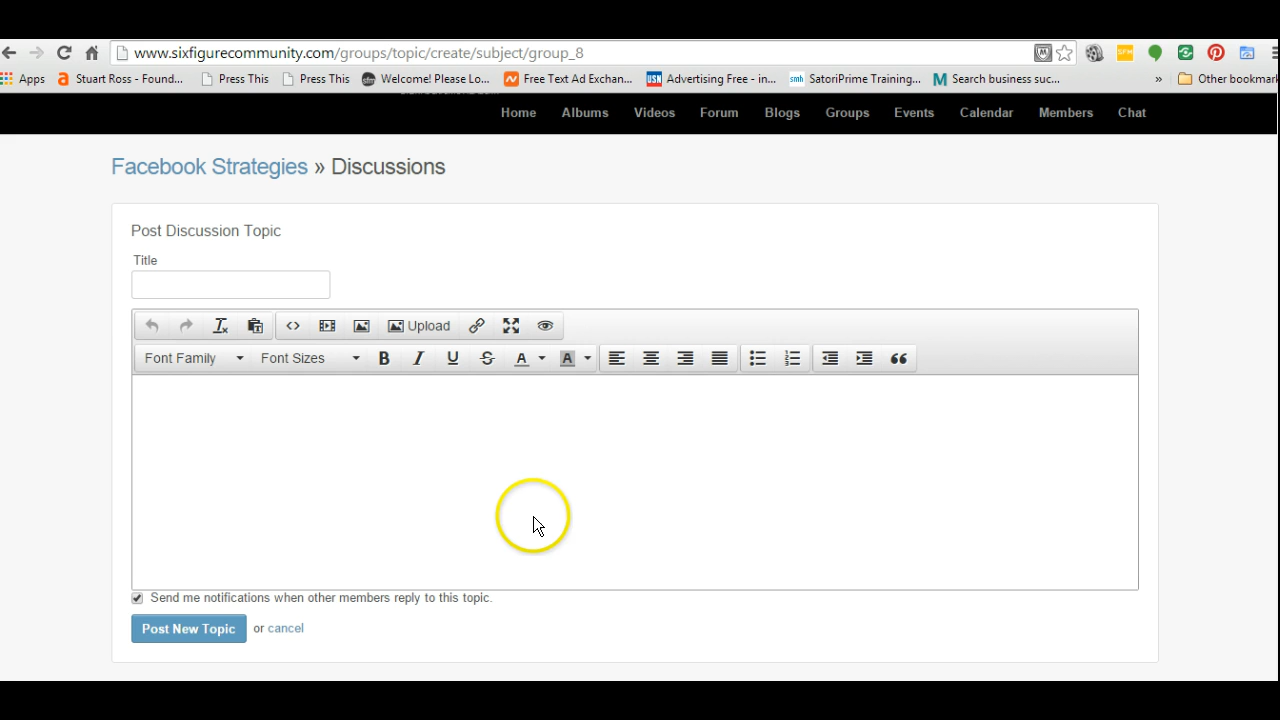 www.sixfigurecommunity.com/groups/topic/create/subject/group_8
Apps Stuart Ross - Found... Press This Press This Welcome! Please Lo... Free Text Ad Exchan... Advertising Free - In... SatoriPrime Training... Search business suc... » Other bookmark
Home Albums Videos Forum Blogs Groups Events Calendar Members Chat
Facebook Strategies » Discussions
Post Discussion Topic
Title
Upload
Font Family Font Sizes B I U S A A
Send me notifications when other members reply to this topic.
Post New Topic or cancel